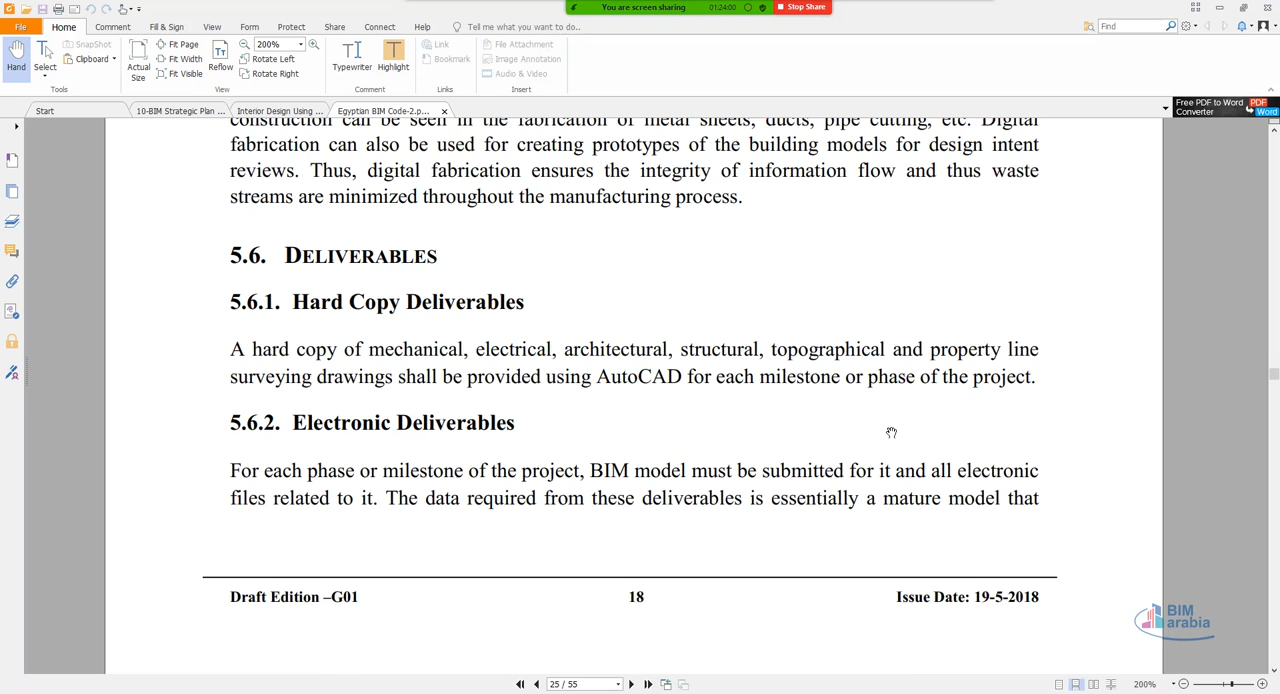 You are screen sharing 01:24:00 Stop Share
File Home Comment Fill & Sign View Form Protect Share Connect Help Tell me what you want to do.. Find
SnapShot Fit Page 200% Link File Attachment
Clipboard Fit Width Rotate Left Bookmark Image Annotation
Hand Select Actual Size Fit Visible Reflow Rotate Right Typewriter Highlight Audio & Video
Tools View Comment Links Insert
Start 10-BIM Strategic Plan ... Interior Design Using ... Egyptian BIM Code-2.p...
Free PDF to Word Converter PDF Word
construction can be seen in the fabrication of metal sheets, ducts, pipe cutting, etc. Digital
fabrication can also be used for creating prototypes of the building models for design intent
reviews. Thus, digital fabrication ensures the integrity of information flow and thus waste
streams are minimized throughout the manufacturing process.
5.6. DELIVERABLES
5.6.1. Hard Copy Deliverables
A hard copy of mechanical, electrical, architectural, structural, topographical and property line
surveying drawings shall be provided using AutoCAD for each milestone or phase of the project.
5.6.2. Electronic Deliverables
For each phase or milestone of the project, BIM model must be submitted for it and all electronic
files related to it. The data required from these deliverables is essentially a mature model that
Draft Edition –G01 18 Issue Date: 19-5-2018
BIM
arabia
25 / 55 200%